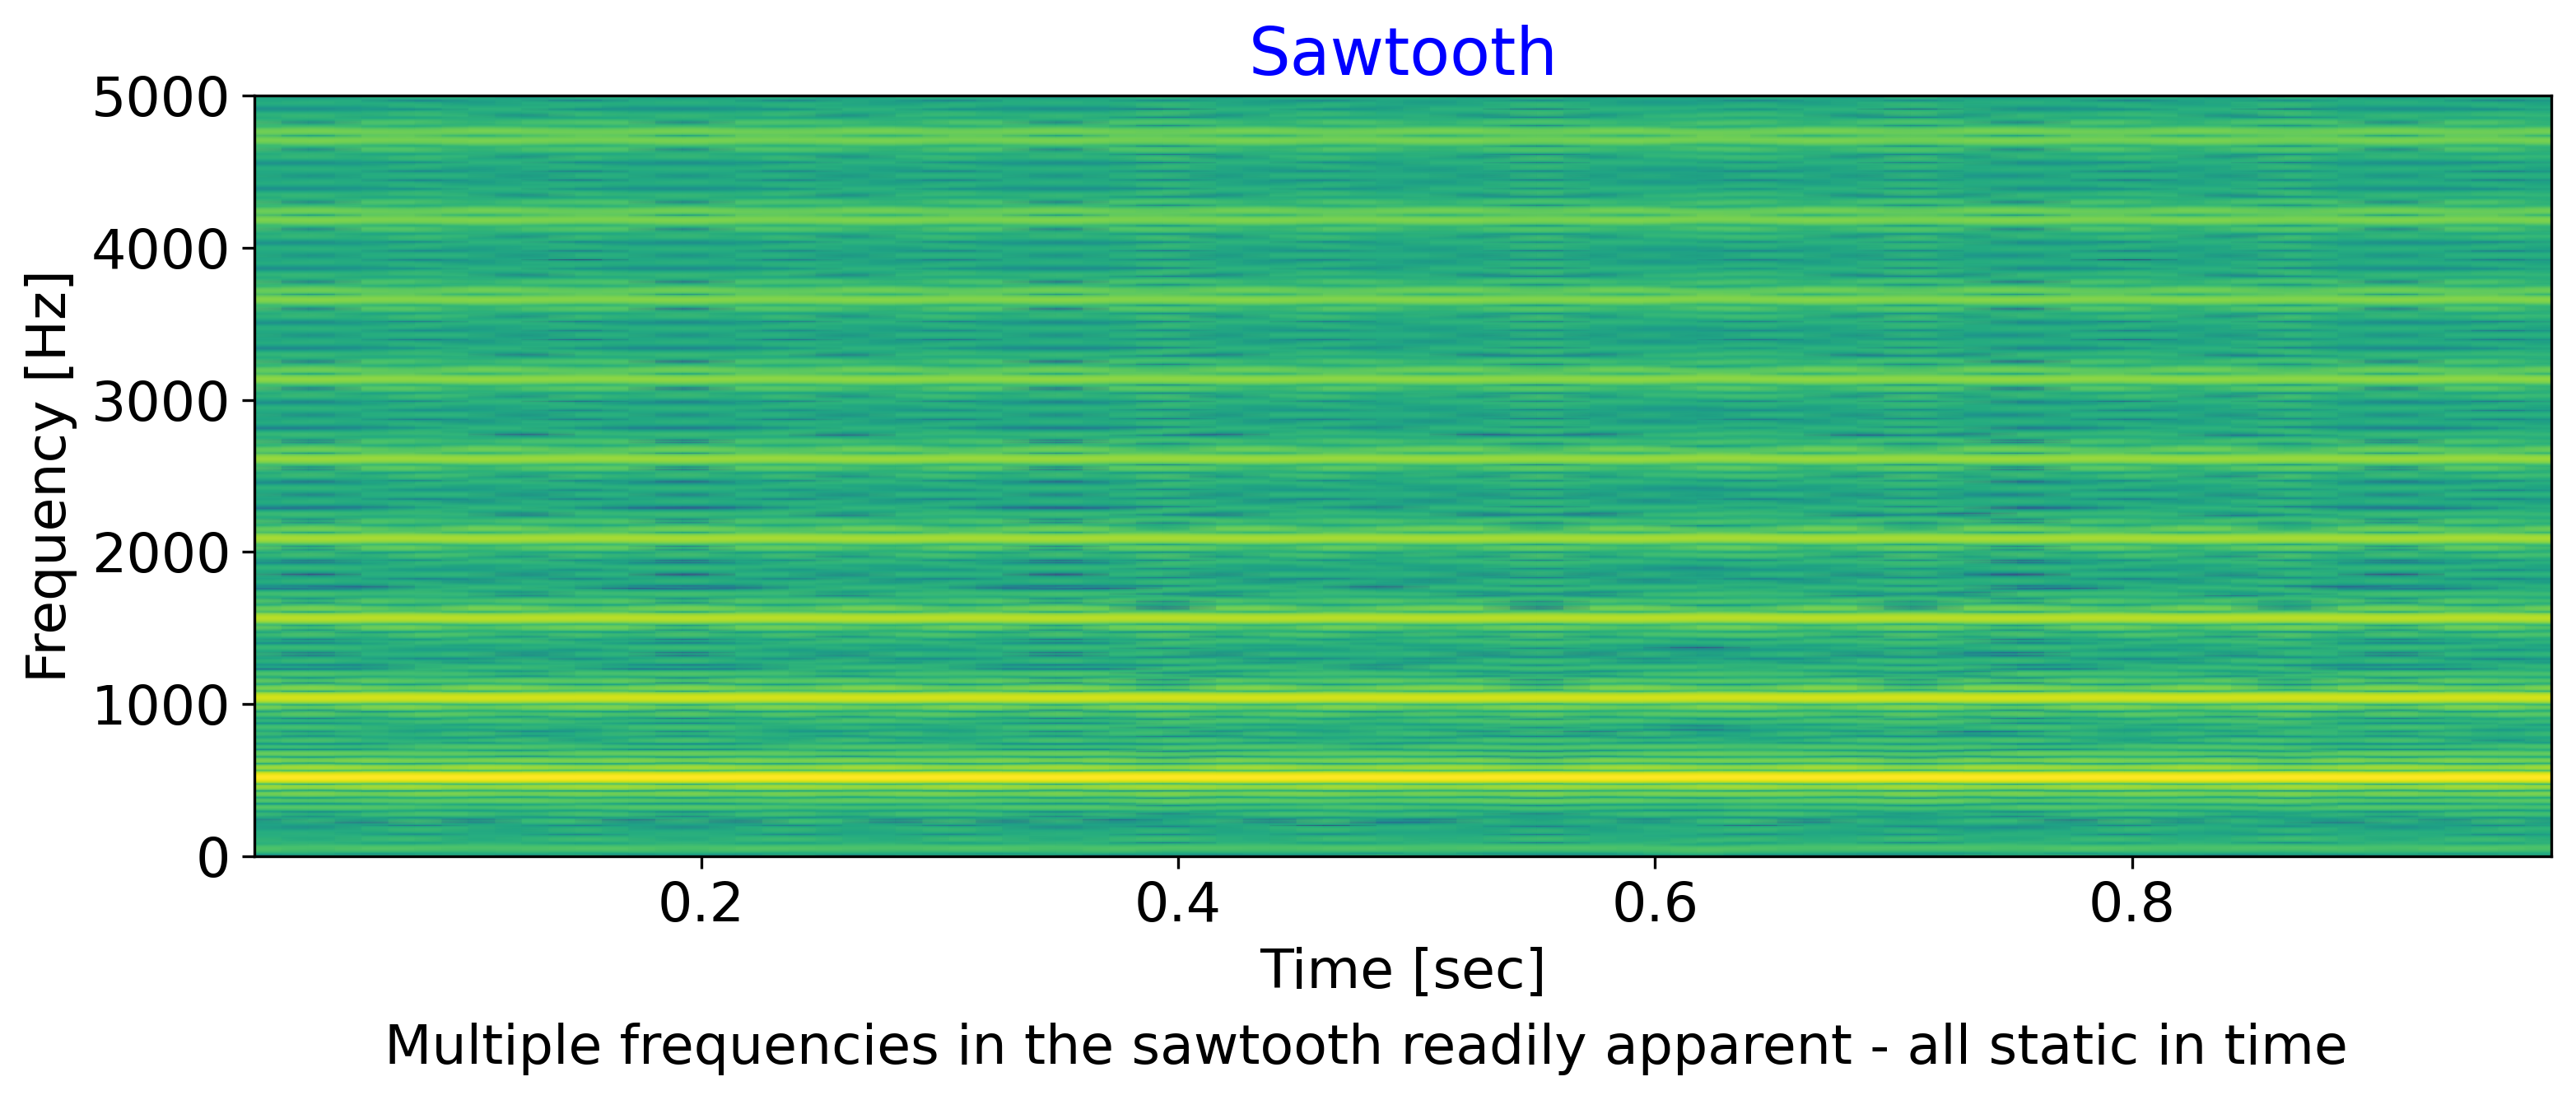 Sawtooth
5000
4000
3000
2000
1000
0
Frequency [Hz]
0.2 0.4 0.6 0.8
Time [sec]
Multiple frequencies in the sawtooth readily apparent - all static in time